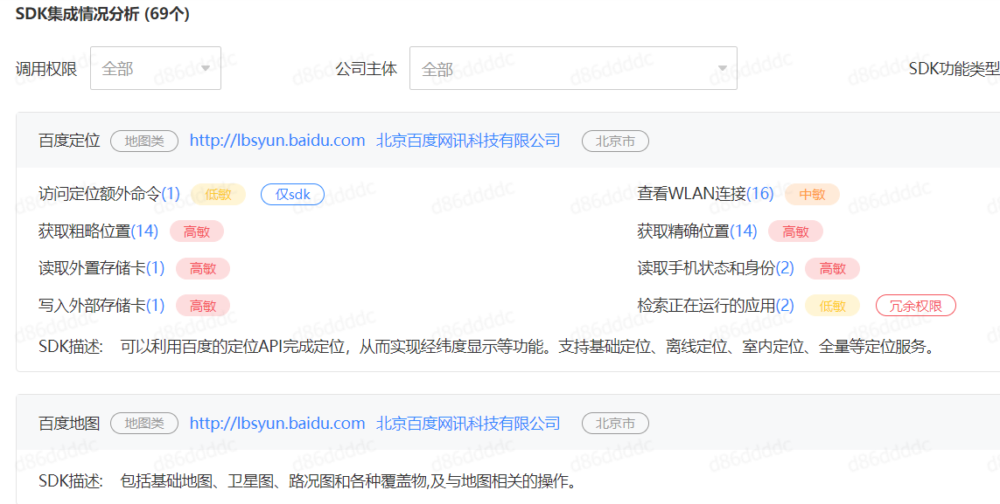 SDK集成情况分析 (69个)
调用权限 全部 公司主体 全部 SDK功能类型
百度定位 地图类 http://lbsyun.baidu.com 北京百度网讯科技有限公司 北京市
访问定位额外命令(1) 低敏 仅sdk 查看WLAN连接(16) 中敏
获取粗略位置(14) 高敏 获取精确位置(14) 高敏
读取外置存储卡(1) 高敏 读取手机状态和身份(2) 高敏
写入外部存储卡(1) 高敏 检索正在运行的应用(2) 低敏 冗余权限
SDK描述: 可以利用百度的定位API完成定位，从而实现经纬度显示等功能。支持基础定位、离线定位、室内定位、全量等定位服务。
百度地图 地图类 http://lbsyun.baidu.com 北京百度网讯科技有限公司 北京市
SDK描述: 包括基础地图、卫星图、路况图和各种覆盖物,及与地图相关的操作。